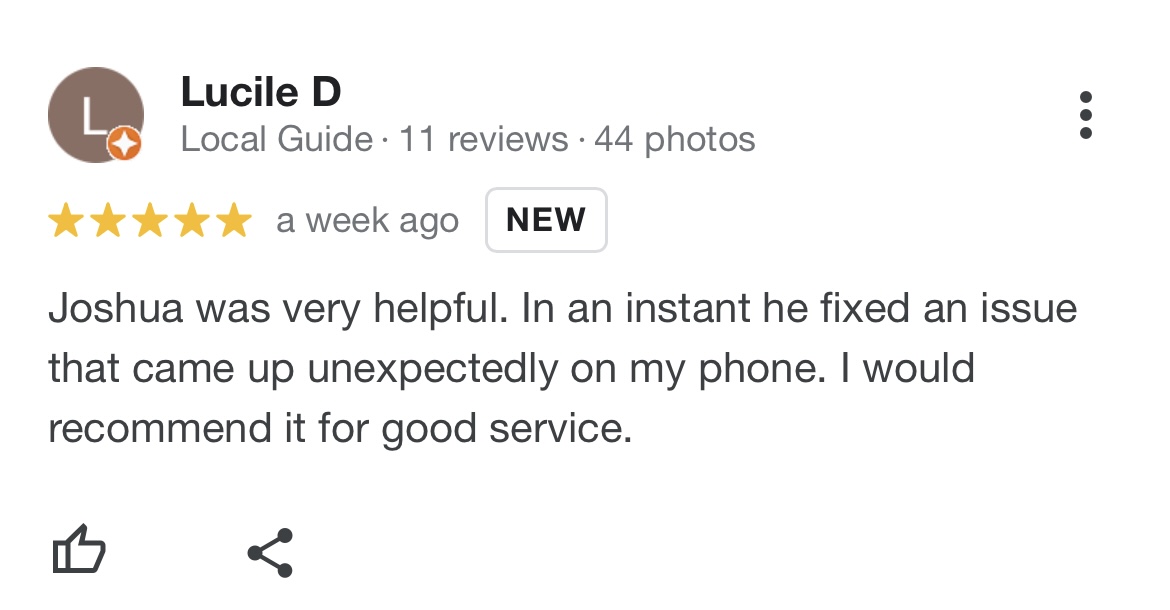 L
Lucile D
Local Guide · 11 reviews · 44 photos
a week ago NEW
Joshua was very helpful. In an instant he fixed an issue
that came up unexpectedly on my phone. I would
recommend it for good service.